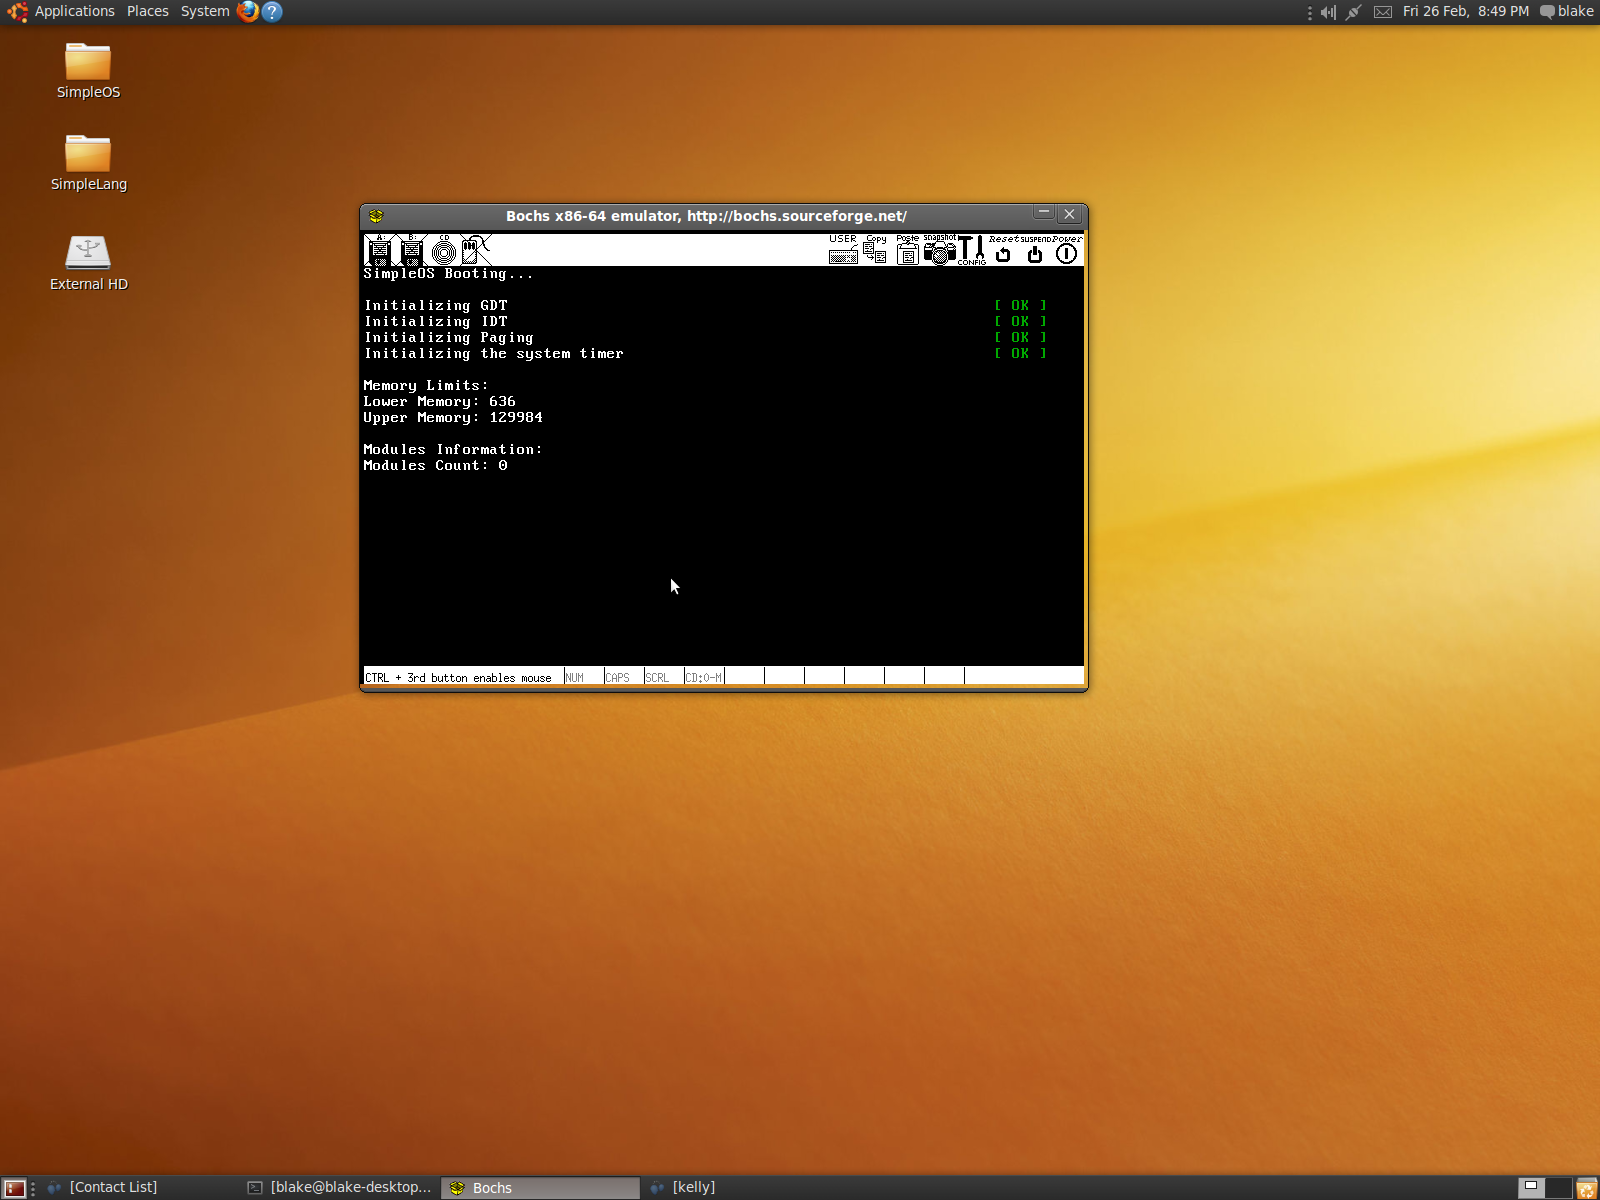 Applications Places System
Fri 26 Feb, 8:49 PM blake
SimpleOS
SimpleLang
External HD
Bochs x86-64 emulator, http://bochs.sourceforge.net/
A: B: CD USER Copy Paste snapshot CONFIG Reset SUSPEND Power
SimpleOS Booting...
Initializing GDT [ OK ]
Initializing IDT [ OK ]
Initializing Paging [ OK ]
Initializing the system timer [ OK ]
Memory Limits:
Lower Memory: 636
Upper Memory: 129984
Modules Information:
Modules Count: 0
CTRL + 3rd button enables mouse NUM CAPS SCRL CD:0-M
[Contact List] [blake@blake-desktop... Bochs [kelly]